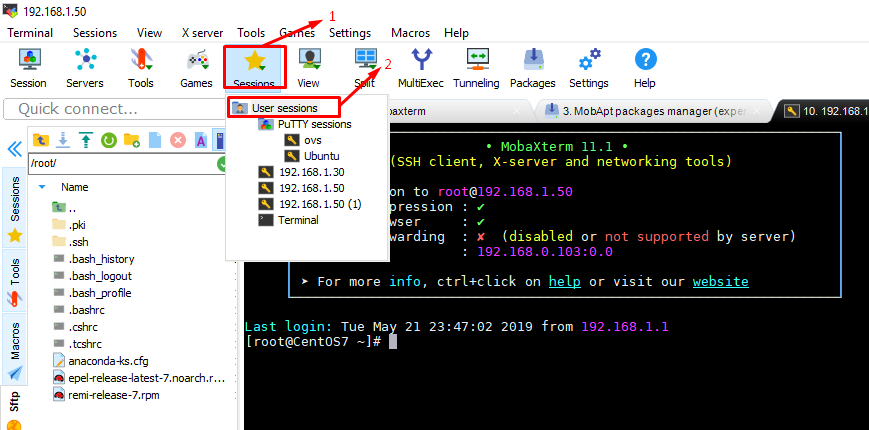 192.168.1.50
1
Terminal Sessions View X server Tools Games Settings Macros Help
2
Session Servers Tools Games Sessions View Split MultiExec Tunneling Packages Settings Help
Quick connect...
User sessions
PuTTY sessions
ovs
Ubuntu
192.168.1.30
192.168.1.50
192.168.1.50 (1)
Terminal
baxterm
3. MobApt packages manager (exper
10. 192.168.1
/root/
Name
..
.pki
.ssh
.bash_history
.bash_logout
.bash_profile
.bashrc
.cshrc
.tcshrc
anaconda-ks.cfg
epel-release-latest-7.noarch.r...
remi-release-7.rpm
Sessions
Tools
Macros
Sftp
• MobaXterm 11.1 •
(SSH client, X-server and networking tools)
on to root@192.168.1.50
pression : ✔
wser : ✔
warding : ✘ (disabled or not supported by server)
: 192.168.0.103:0.0
➤ For more info, ctrl+click on help or visit our website
Last login: Tue May 21 23:47:02 2019 from 192.168.1.1
[root@CentOS7 ~]#